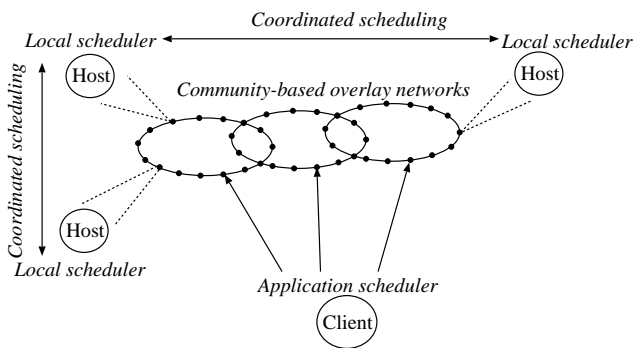 Coordinated scheduling
Local scheduler
Local scheduler
Host
Host
Community-based overlay networks
Coordinated scheduling
Host
Local scheduler
Application scheduler
Client